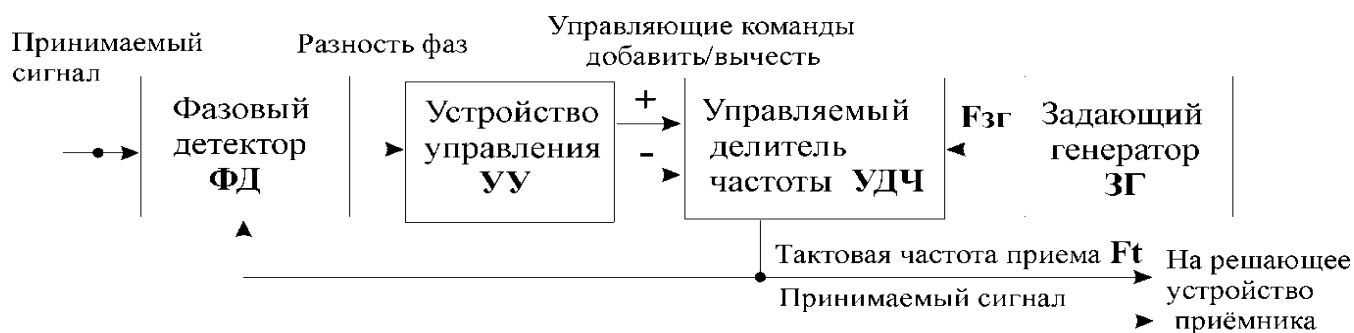 Принимаемый
сигнал
Разность фаз
Управляющие команды
добавить/вычесть
Фазовый
детектор
ФД
Устройство
управления
УУ
+
-
Управляемый
делитель
частоты УДЧ
Fзг
Задающий
генератор
ЗГ
Тактовая частота приема Ft
Принимаемый сигнал
На решающее
устройство
приёмника